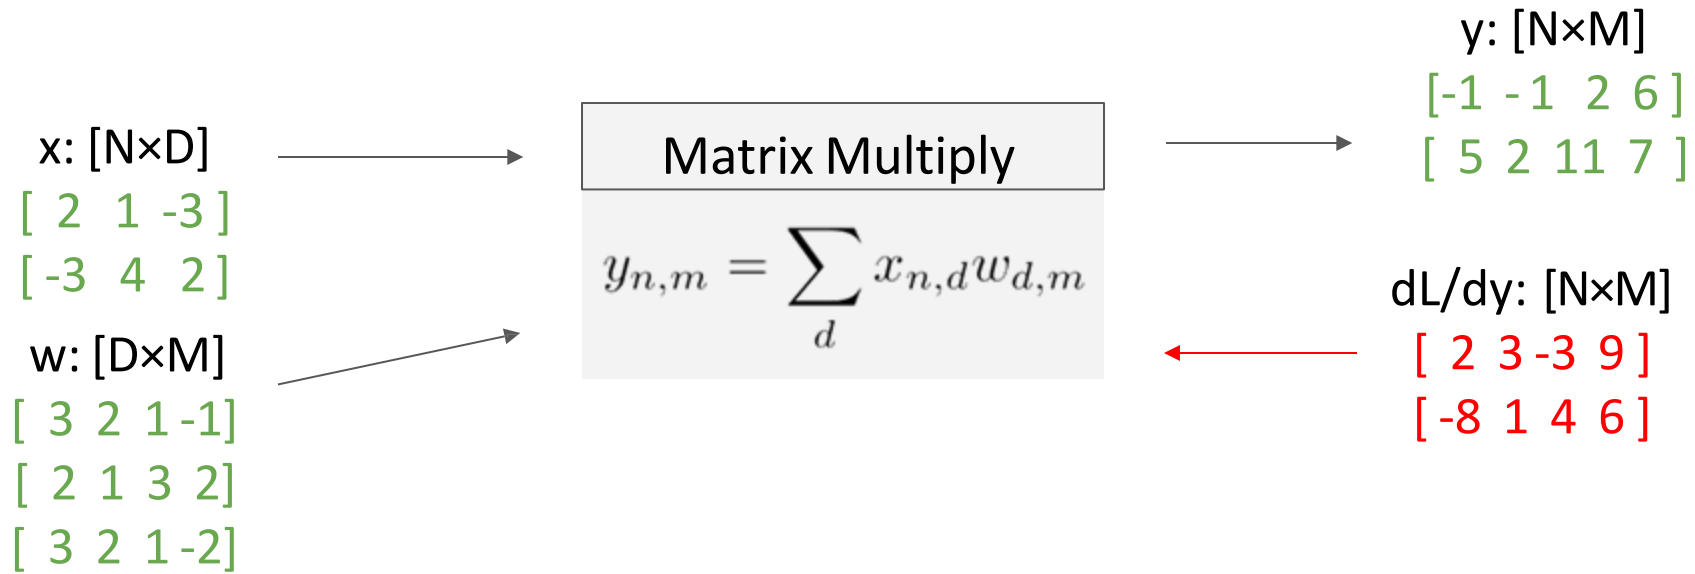 x: [N×D]
[ 2 1 -3 ]
[ -3 4 2 ]
w: [D×M]
[ 3 2 1 -1]
[ 2 1 3 2]
[ 3 2 1 -2]
Matrix Multiply
y_{n,m} = \sum_d x_{n,d} w_{d,m}
y: [N×M]
[-1 - 1 2 6 ]
[ 5 2 11 7 ]
dL/dy: [N×M]
[ 2 3 -3 9 ]
[ -8 1 4 6 ]